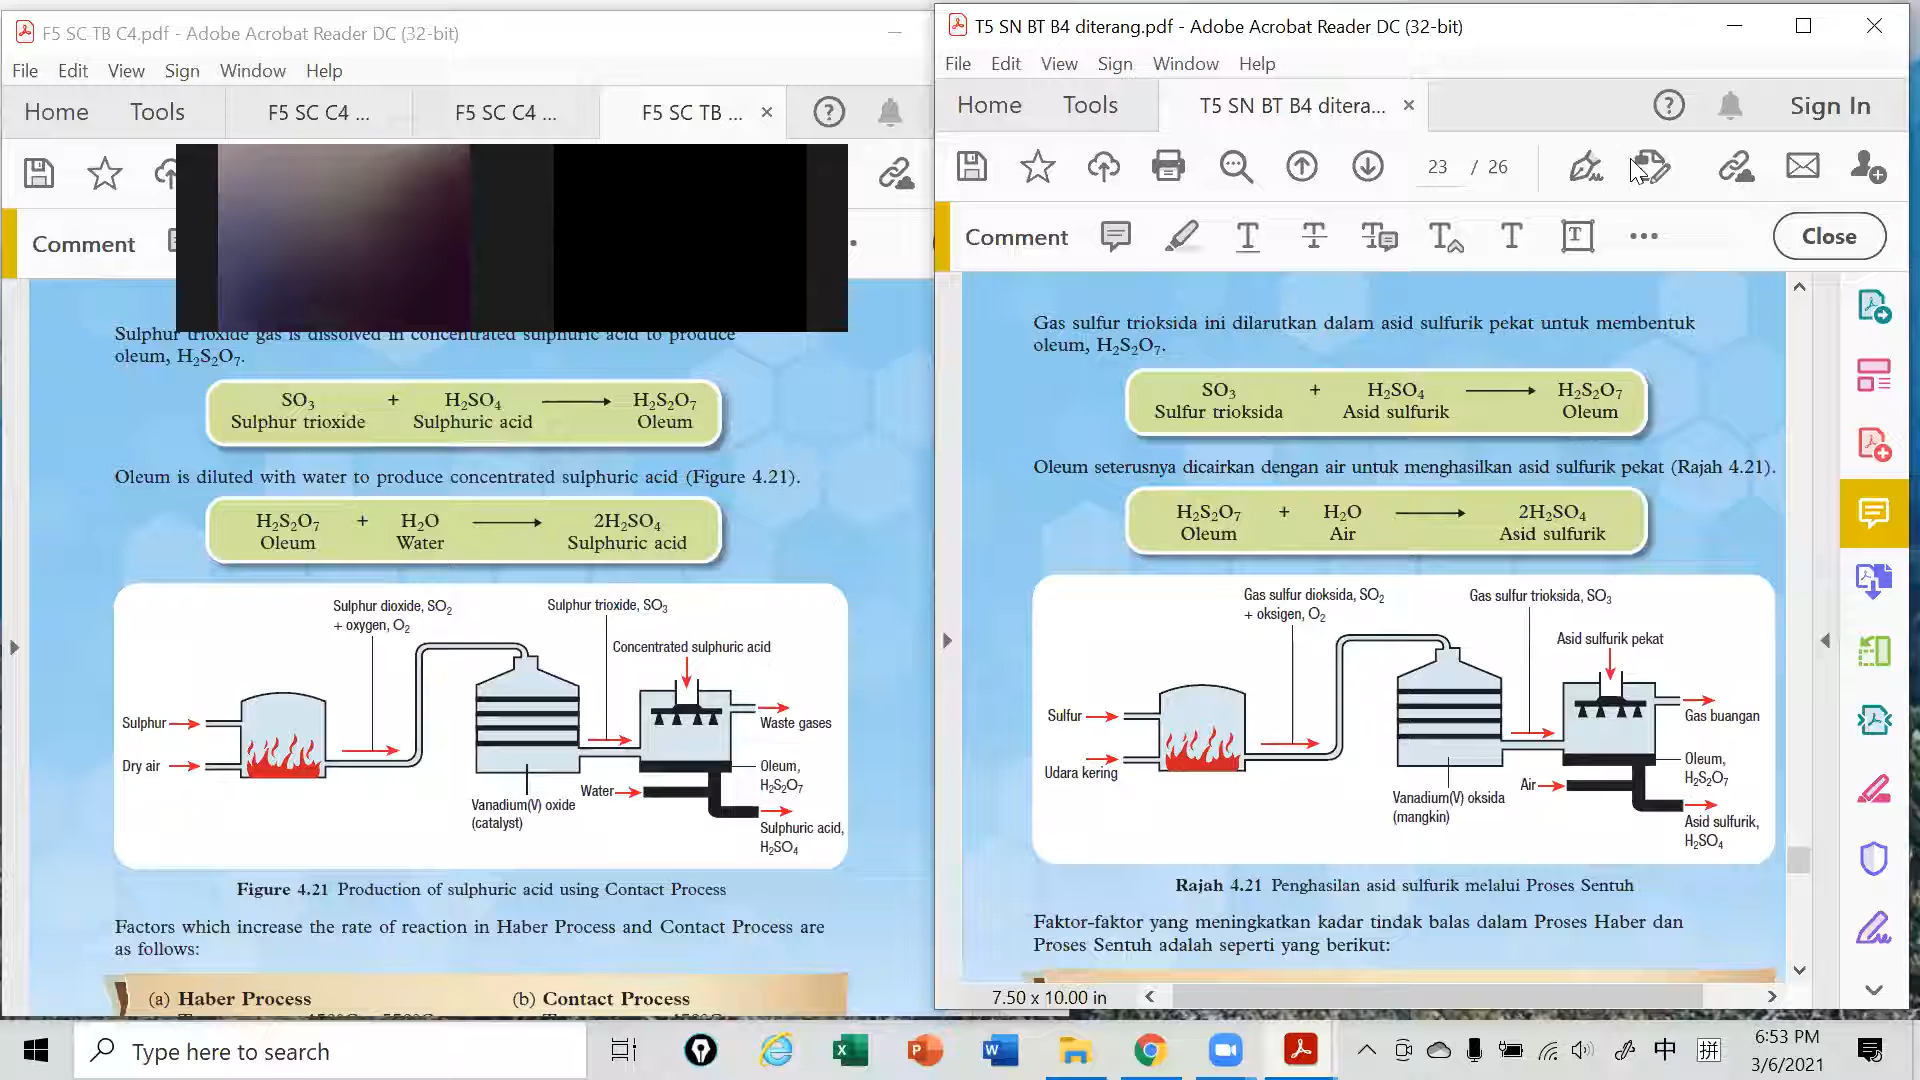 F5 SC TB C4.pdf - Adobe Acrobat Reader DC (32-bit)
File Edit View Sign Window Help
Home Tools F5 SC C4 ... F5 SC C4 ... F5 SC TB ...
Comment
Sulphur trioxide gas is dissolved in concentrated sulphuric acid to produce
oleum, H₂S₂O₇.
SO₃ + H₂SO₄ → H₂S₂O₇
Sulphur trioxide Sulphuric acid Oleum
Oleum is diluted with water to produce concentrated sulphuric acid (Figure 4.21).
H₂S₂O₇ + H₂O → 2H₂SO₄
Oleum Water Sulphuric acid
Sulphur dioxide, SO₂
+ oxygen, O₂
Sulphur trioxide, SO₃
Concentrated sulphuric acid
Sulphur
Dry air
Waste gases
Oleum,
H₂S₂O₇
Water
Vanadium(V) oxide
(catalyst)
Sulphuric acid,
H₂SO₄
Figure 4.21 Production of sulphuric acid using Contact Process
Factors which increase the rate of reaction in Haber Process and Contact Process are
as follows:
(a) Haber Process (b) Contact Process
T5 SN BT B4 diterang.pdf - Adobe Acrobat Reader DC (32-bit)
File Edit View Sign Window Help
Home Tools T5 SN BT B4 ditera... Sign In
23 / 26
Comment Close
Gas sulfur trioksida ini dilarutkan dalam asid sulfurik pekat untuk membentuk
oleum, H₂S₂O₇.
SO₃ + H₂SO₄ → H₂S₂O₇
Sulfur trioksida Asid sulfurik Oleum
Oleum seterusnya dicairkan dengan air untuk menghasilkan asid sulfurik pekat (Rajah 4.21).
H₂S₂O₇ + H₂O → 2H₂SO₄
Oleum Air Asid sulfurik
Gas sulfur dioksida, SO₂
+ oksigen, O₂
Gas sulfur trioksida, SO₃
Asid sulfurik pekat
Sulfur
Udara kering
Gas buangan
Oleum,
H₂S₂O₇
Air
Vanadium(V) oksida
(mangkin)
Asid sulfurik,
H₂SO₄
Rajah 4.21 Penghasilan asid sulfurik melalui Proses Sentuh
Faktor-faktor yang meningkatkan kadar tindak balas dalam Proses Haber dan
Proses Sentuh adalah seperti yang berikut:
7.50 x 10.00 in
Type here to search
中 拼
6:53 PM
3/6/2021